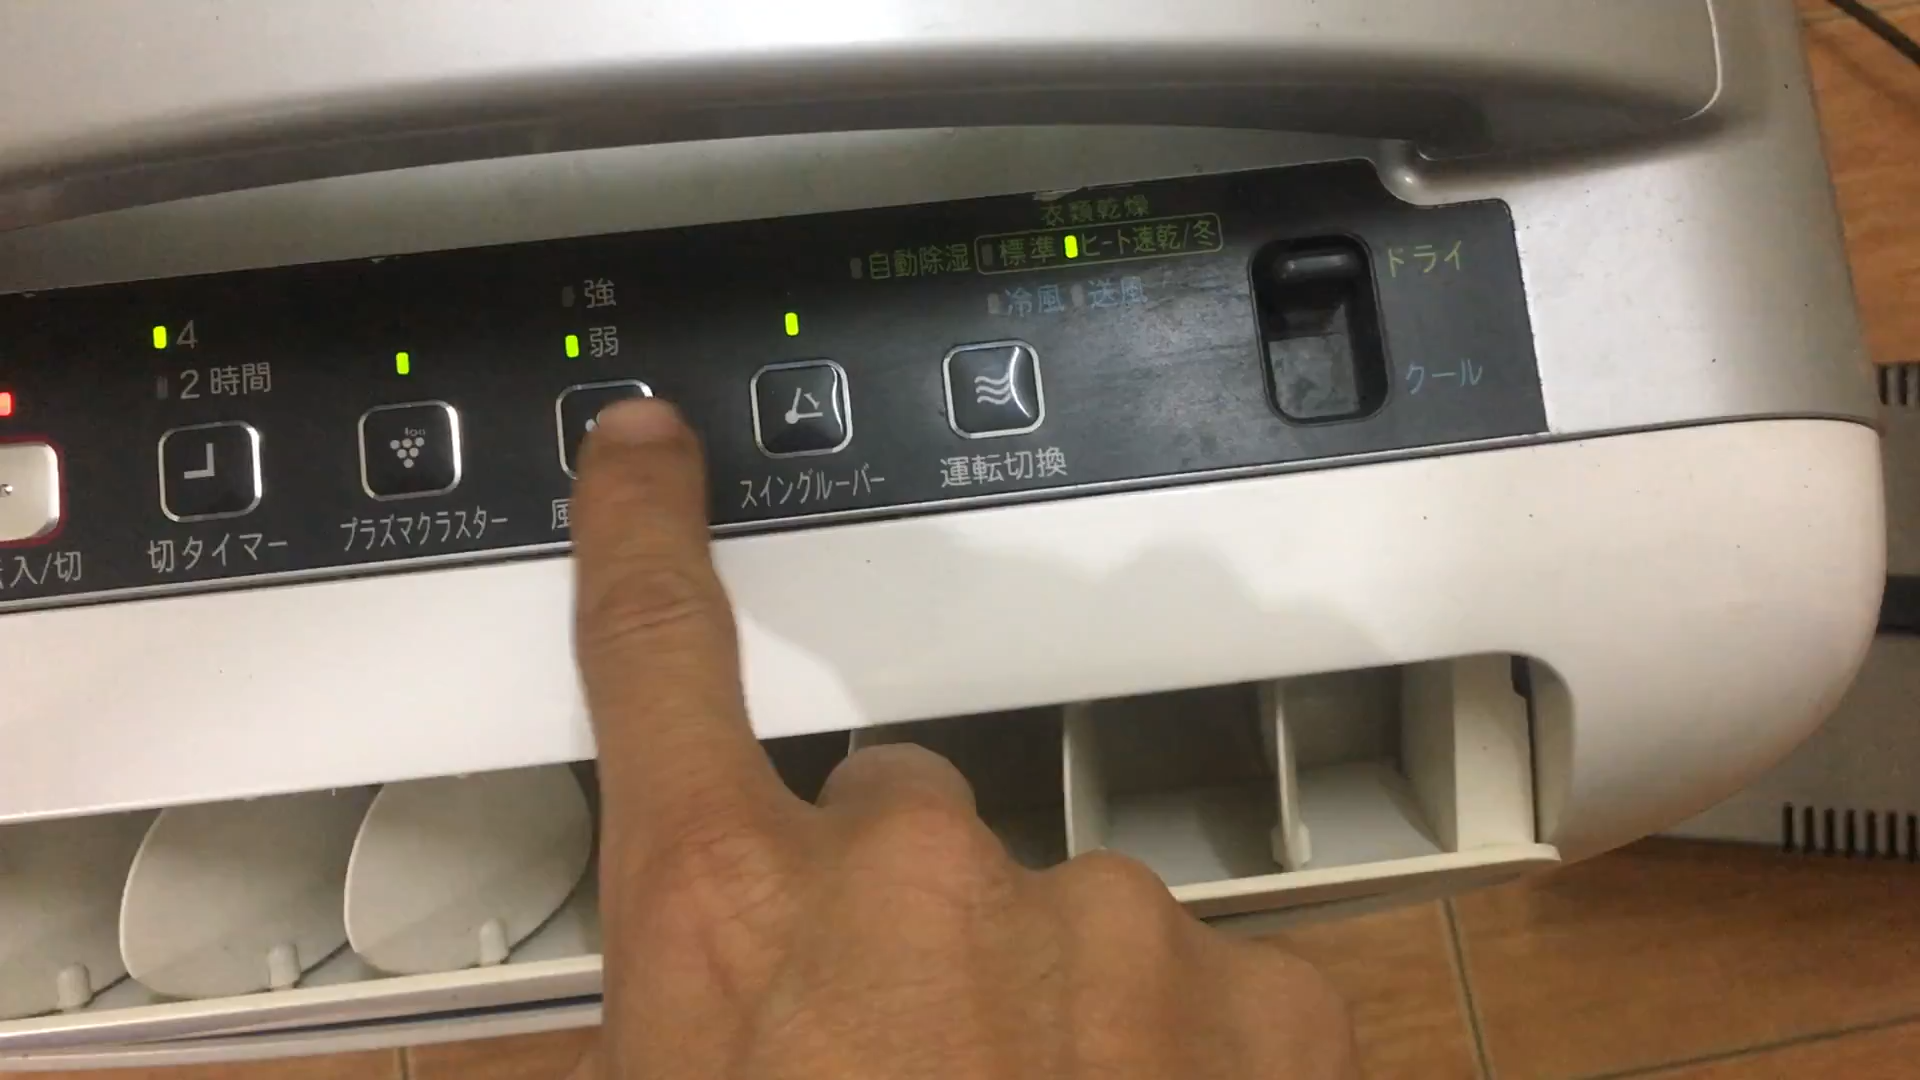 衣類乾燥
自動除湿 標準 ヒート速乾/冬
ドライ
冷風 送風
クール
強
弱
4
2時間
Ion
入/切
切タイマー
プラズマクラスター
風
スイングルーバー
運転切換